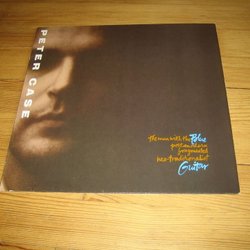 PETER CASE
the man with the Blue
post modern
fragmented
neo-traditionalist
Guitar